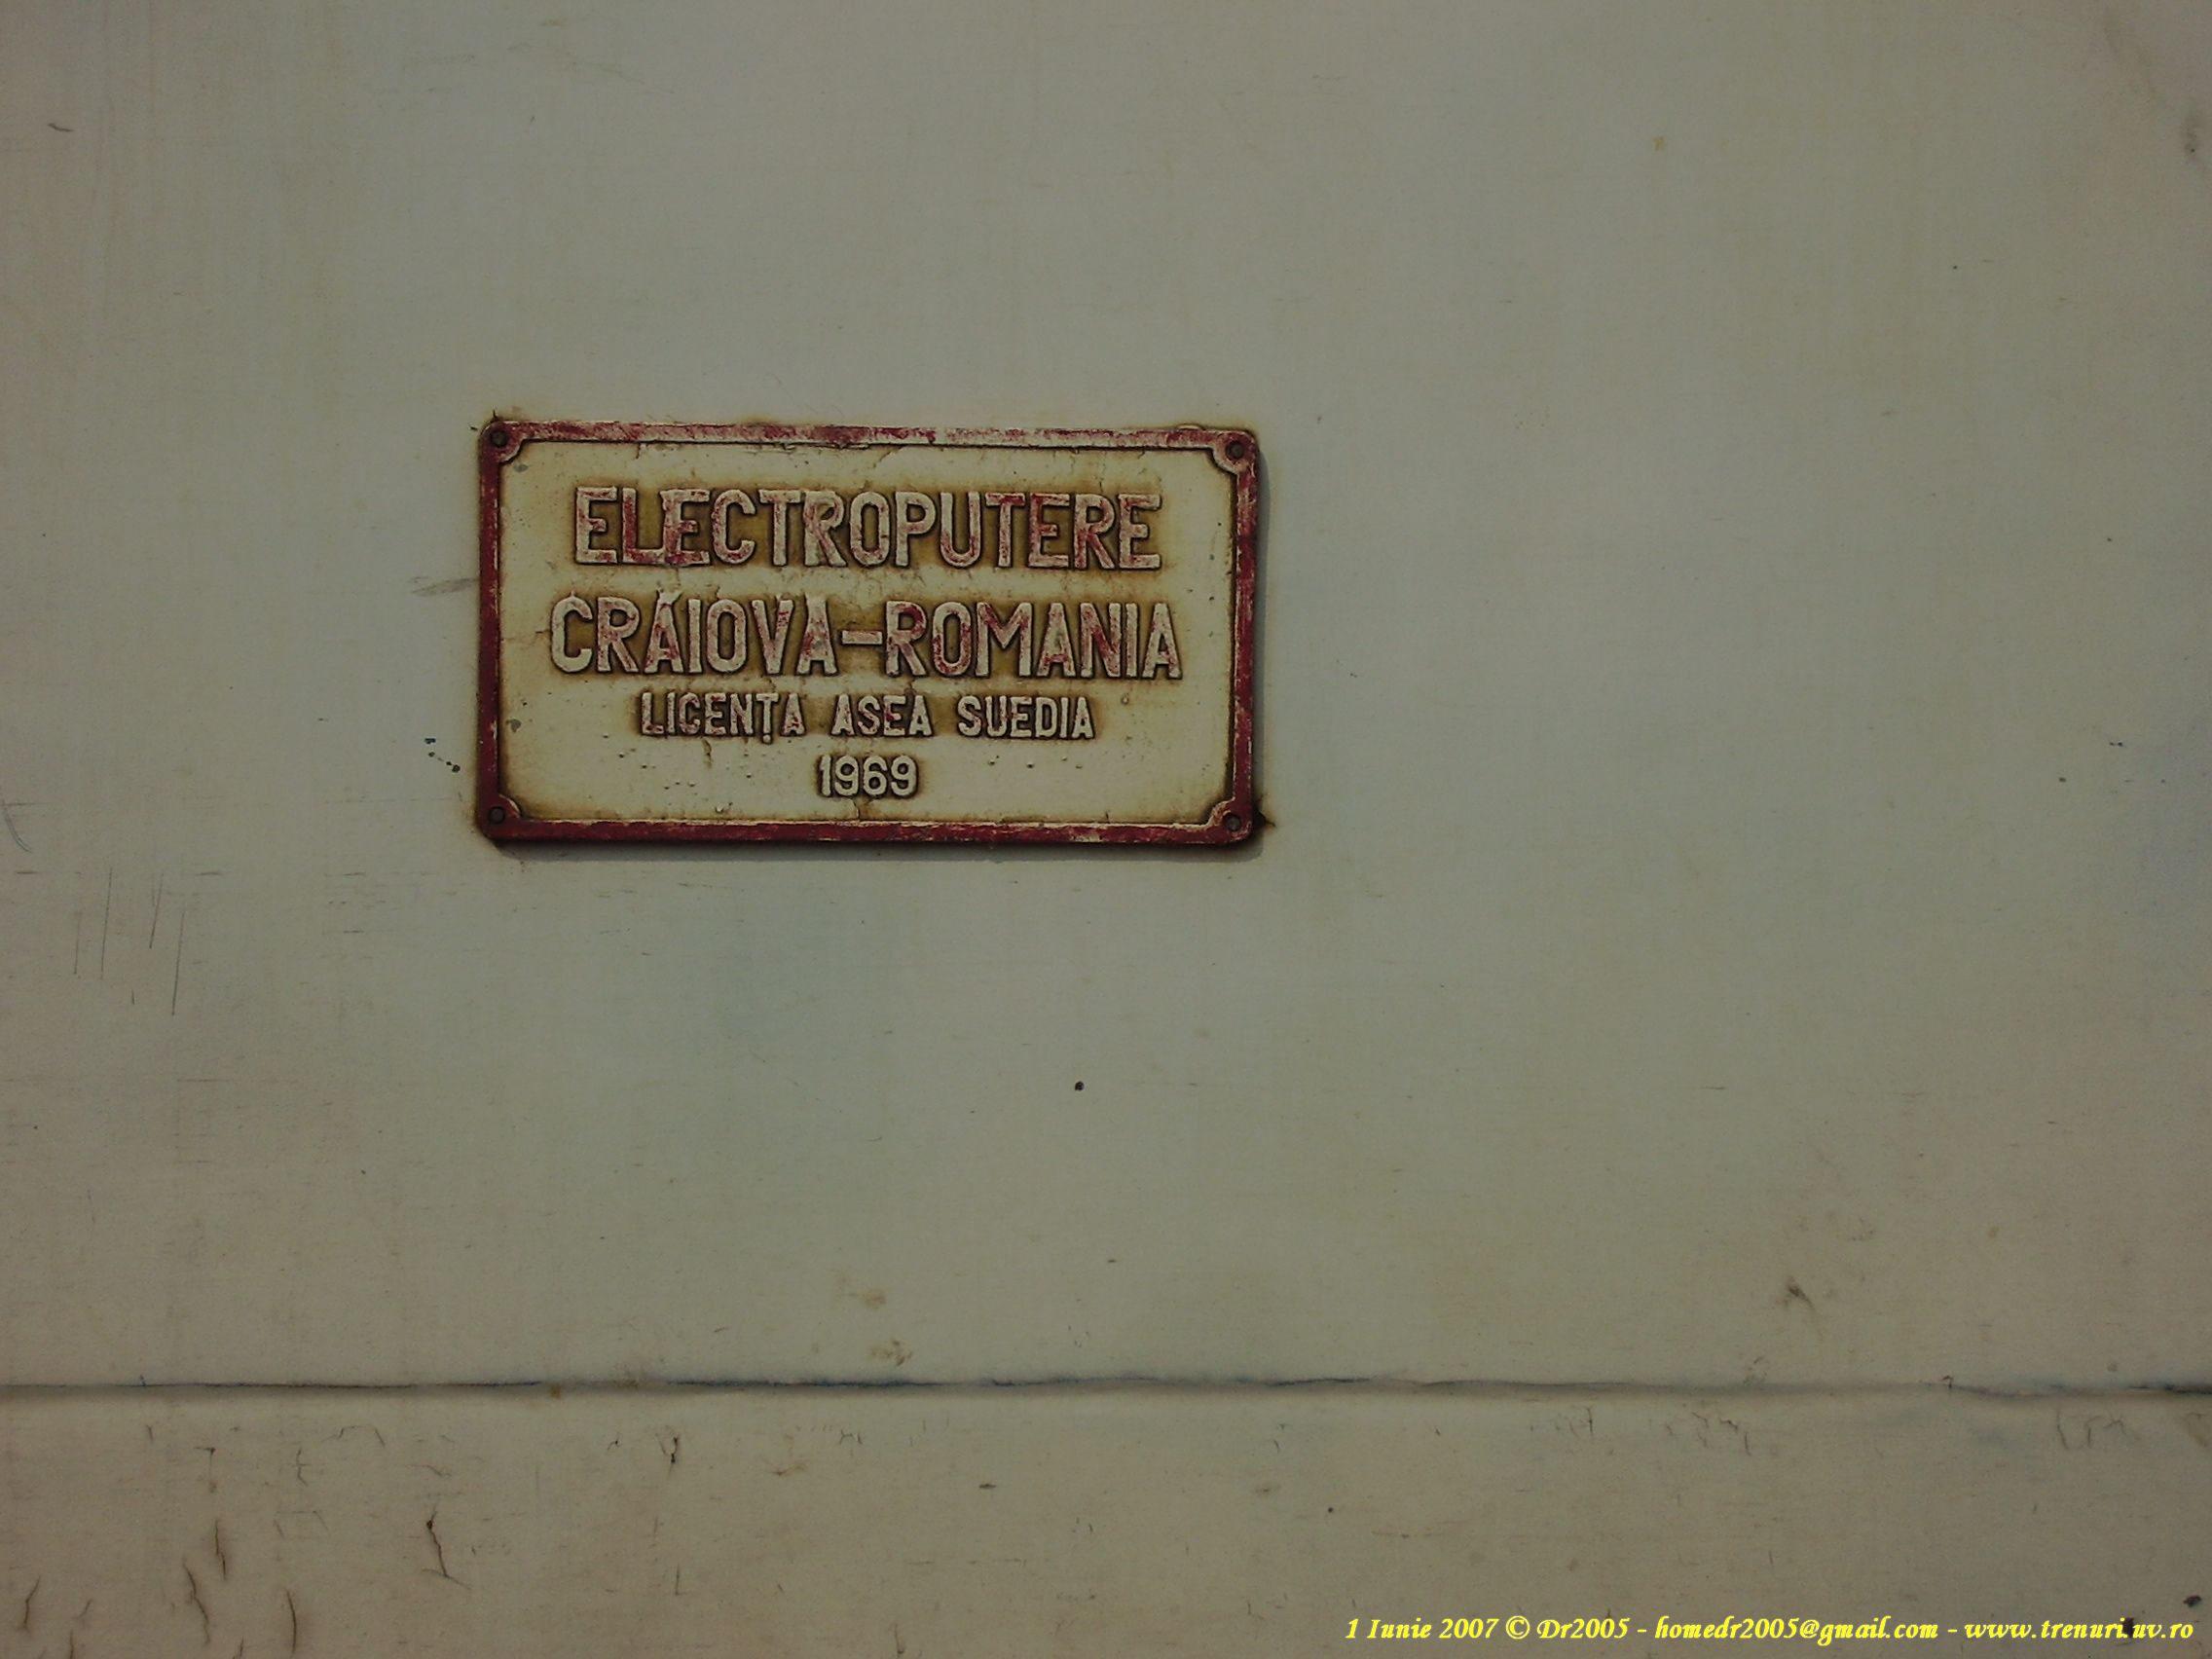 ELECTROPUTERE
CRAIOVA-ROMANIA
LICENȚA ASEA SUEDIA
1969
1 Iunie 2007 © Dr2005 - homedr2005@gmail.com - www.trenuri.uv.ro